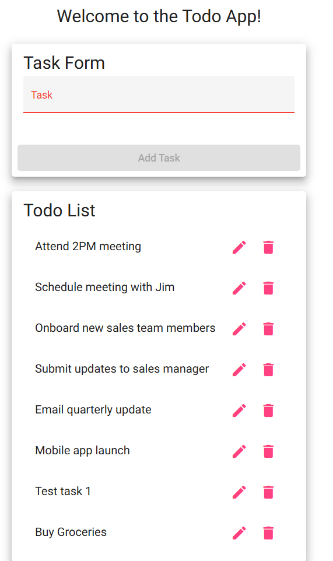 Welcome to the Todo App!
Task Form
Task
Add Task
Todo List
Attend 2PM meeting
Schedule meeting with Jim
Onboard new sales team members
Submit updates to sales manager
Email quarterly update
Mobile app launch
Test task 1
Buy Groceries